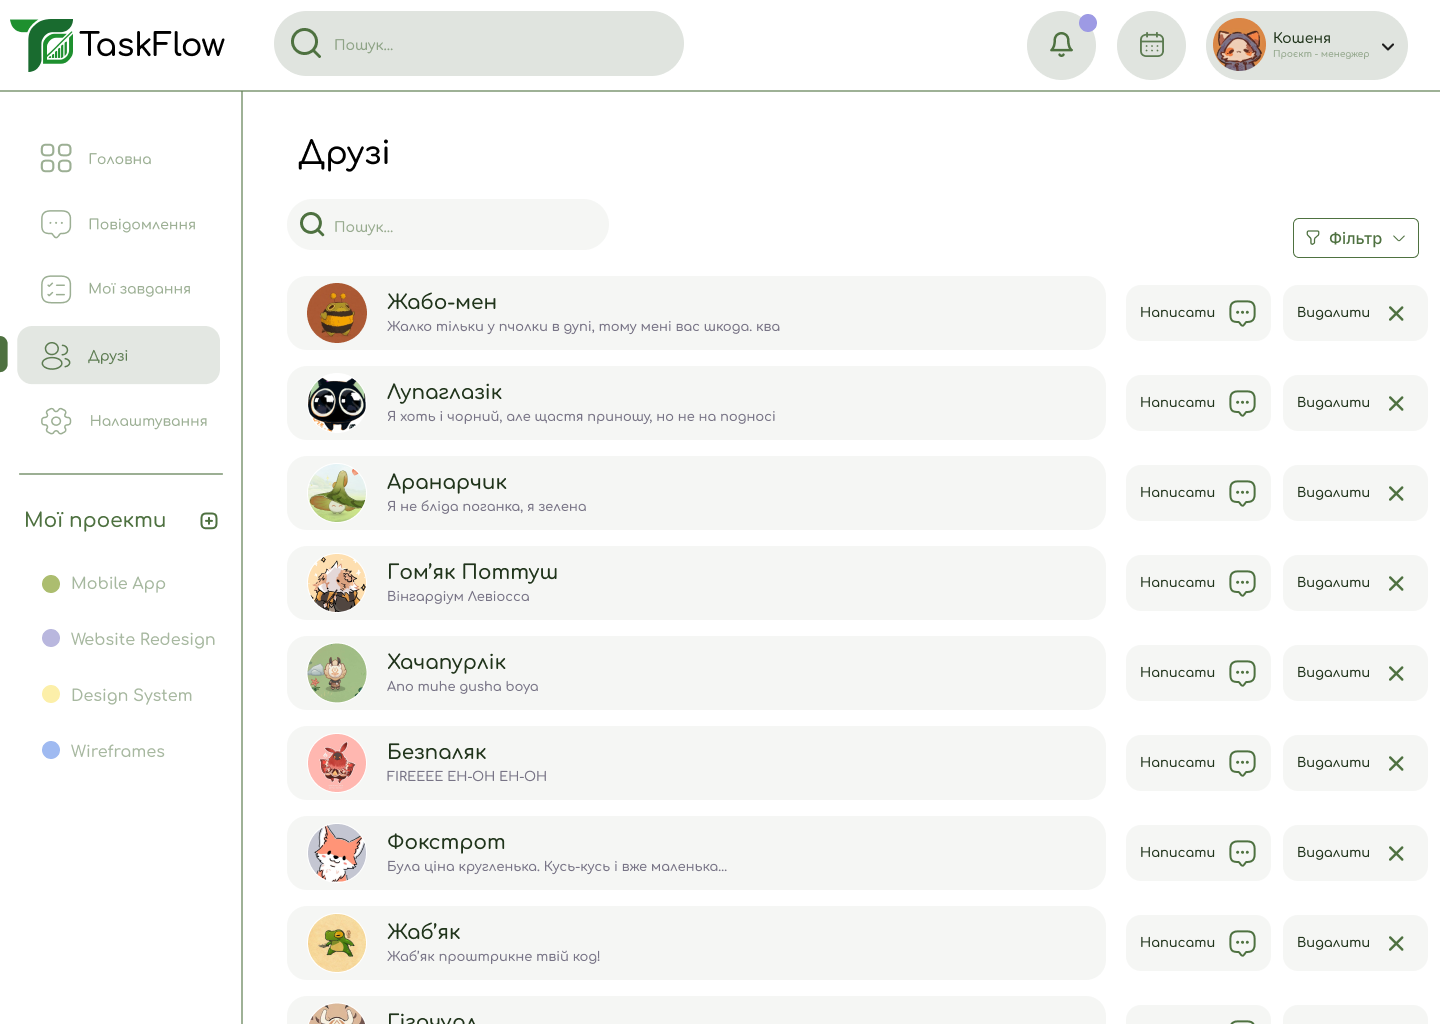 TaskFlow
Пошук...
Кошеня
Проєкт - менеджер
Головна
Повідомлення
Мої завдання
Друзі
Налаштування
Мої проекти
Mobile App
Website Redesign
Design System
Wireframes
Друзі
Пошук...
Фільтр
Жабо-мен
Жалко тільки у пчолки в дупі, тому мені вас шкода. ква
Написати
Видалити
Лупаглазік
Я хоть і чорний, але щастя приношу, но не на подносі
Написати
Видалити
Аранарчик
Я не бліда поганка, я зелена
Написати
Видалити
Гом’як Поттуш
Вінгардіум Левіосса
Написати
Видалити
Хачапурлік
Ano muhe gusha boya
Написати
Видалити
Безпаляк
FIREEEE EH-OH EH-OH
Написати
Видалити
Фокстрот
Була ціна кругленька. Кусь-кусь і вже маленька...
Написати
Видалити
Жаб’як
Жаб’як проштрикне твій код!
Написати
Видалити